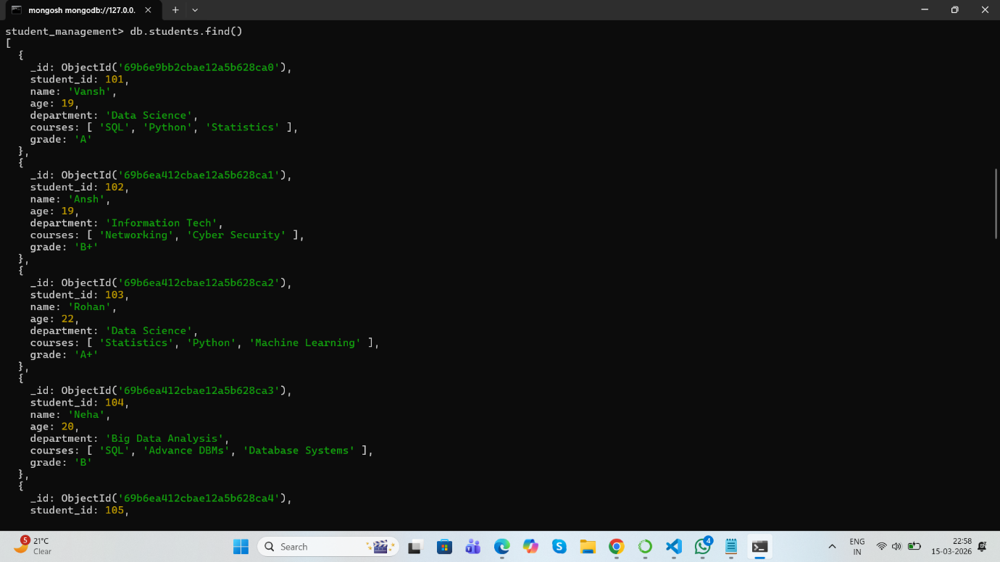 mongosh mongodb://127.0.0.
student_management> db.students.find()
[
  {
    _id: ObjectId('69b6e9bb2cbae12a5b628ca0'),
    student_id: 101,
    name: 'Vansh',
    age: 19,
    department: 'Data Science',
    courses: [ 'SQL', 'Python', 'Statistics' ],
    grade: 'A'
  },
  {
    _id: ObjectId('69b6ea412cbae12a5b628ca1'),
    student_id: 102,
    name: 'Ansh',
    age: 19,
    department: 'Information Tech',
    courses: [ 'Networking', 'Cyber Security' ],
    grade: 'B+'
  },
  {
    _id: ObjectId('69b6ea412cbae12a5b628ca2'),
    student_id: 103,
    name: 'Rohan',
    age: 22,
    department: 'Data Science',
    courses: [ 'Statistics', 'Python', 'Machine Learning' ],
    grade: 'A+'
  },
  {
    _id: ObjectId('69b6ea412cbae12a5b628ca3'),
    student_id: 104,
    name: 'Neha',
    age: 20,
    department: 'Big Data Analysis',
    courses: [ 'SQL', 'Advance DBMs', 'Database Systems' ],
    grade: 'B'
  },
  {
    _id: ObjectId('69b6ea412cbae12a5b628ca4'),
    student_id: 105,
5
21°C
Clear
Search
4
ENG
IN
22:58
15-03-2026